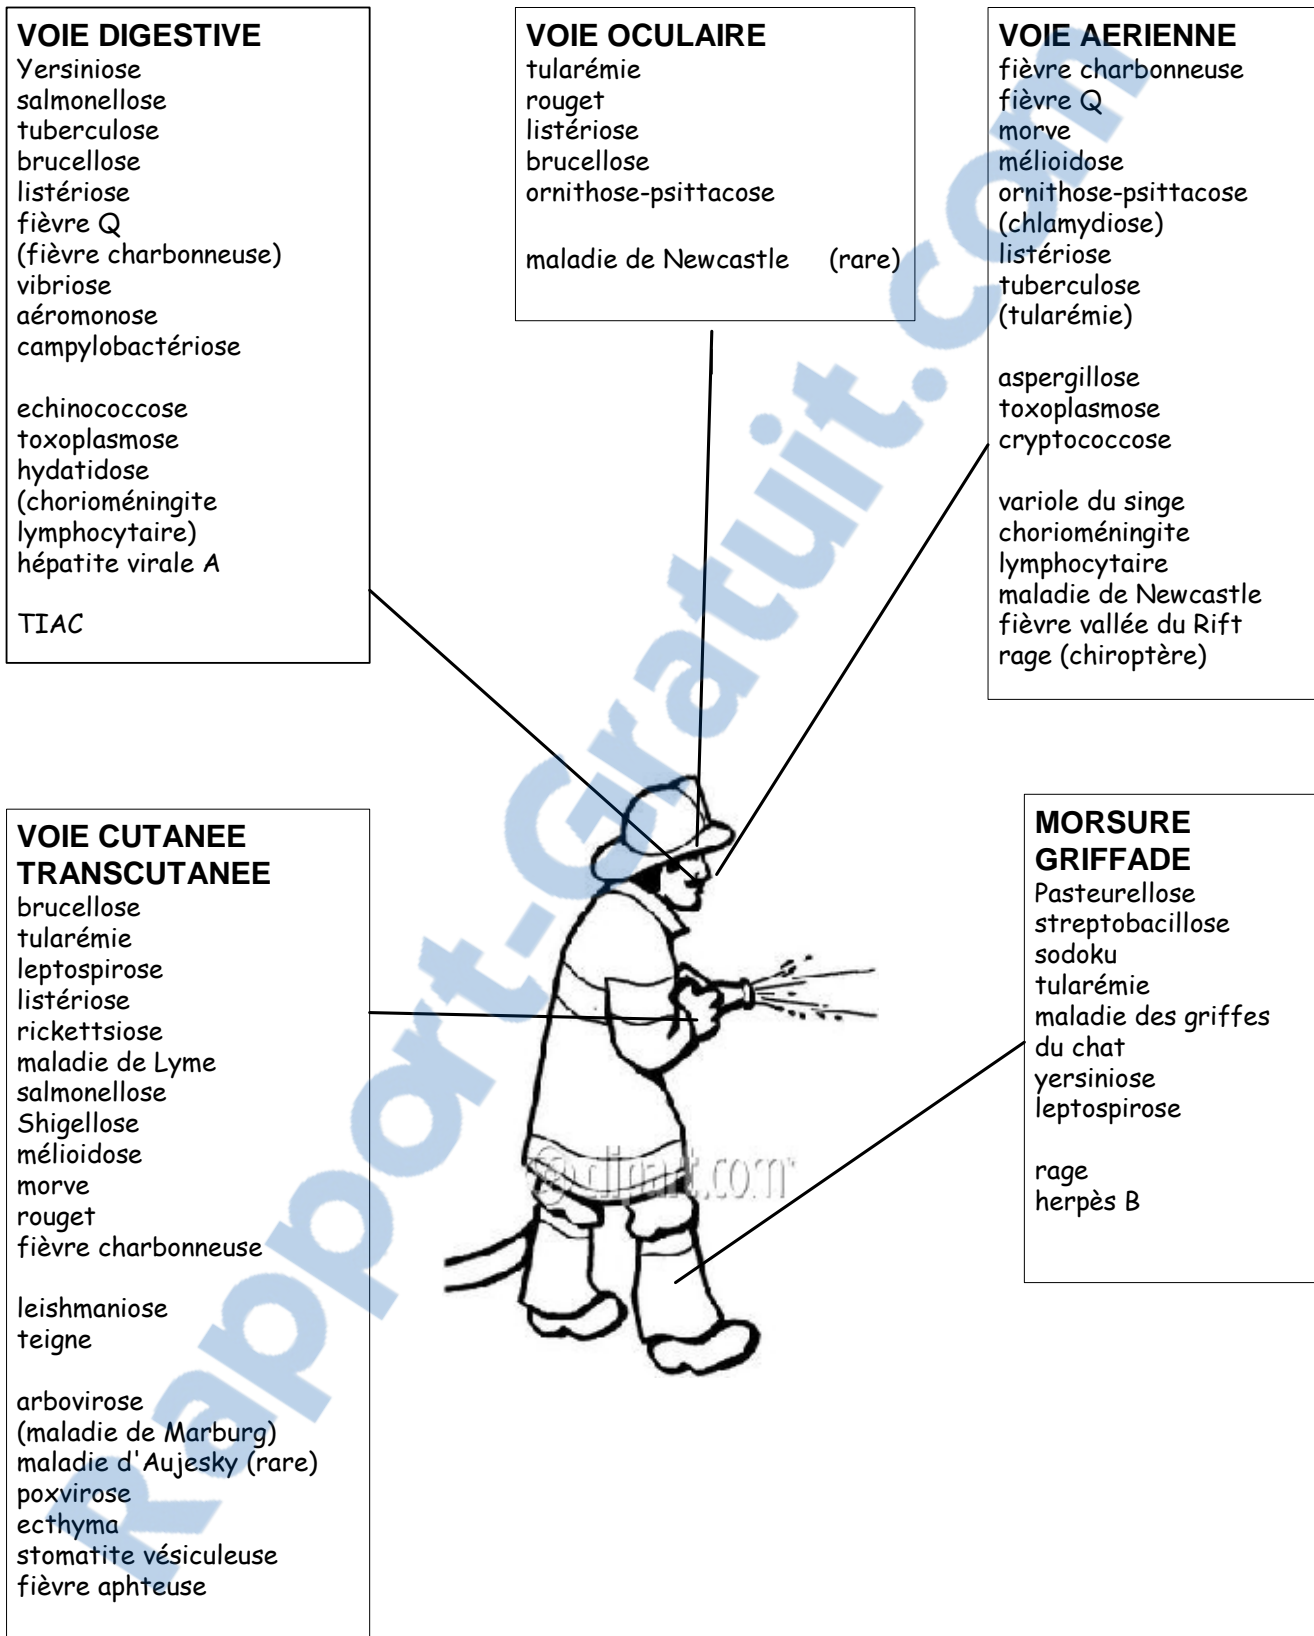 VOIE DIGESTIVE
Yersiniose
salmonellose
tuberculose
brucellose
listériose
fièvre Q
(fièvre charbonneuse)
vibriose
aéromonose
campylobactériose
echinococcose
toxoplasmose
hydatidose
(chorioméningite
lymphocytaire)
hépatite virale A
TIAC
VOIE OCULAIRE
tularémie
rouget
listériose
brucellose
ornithose-psittacose
maladie de Newcastle (rare)
VOIE AERIENNE
fièvre charbonneuse
fièvre Q
morve
mélioidose
ornithose-psittacose
(chlamydiose)
listériose
tuberculose
(tularémie)
aspergillose
toxoplasmose
cryptococcose
variole du singe
chorioméningite
lymphocytaire
maladie de Newcastle
fièvre vallée du Rift
rage (chiroptère)
VOIE CUTANEE
TRANSCUTANEE
brucellose
tularémie
leptospirose
listériose
rickettsiose
maladie de Lyme
salmonellose
Shigellose
mélioidose
morve
rouget
fièvre charbonneuse
leishmaniose
teigne
arbovirose
(maladie de Marburg)
maladie d'Aujesky (rare)
poxvirose
ecthyma
stomatite vésiculeuse
fièvre aphteuse
MORSURE
GRIFFADE
Pasteurellose
streptobacillose
sodoku
tularémie
maladie des griffes
du chat
yersiniose
leptospirose
rage
herpès B
@clipart.com
Rapport-Gratuit.com